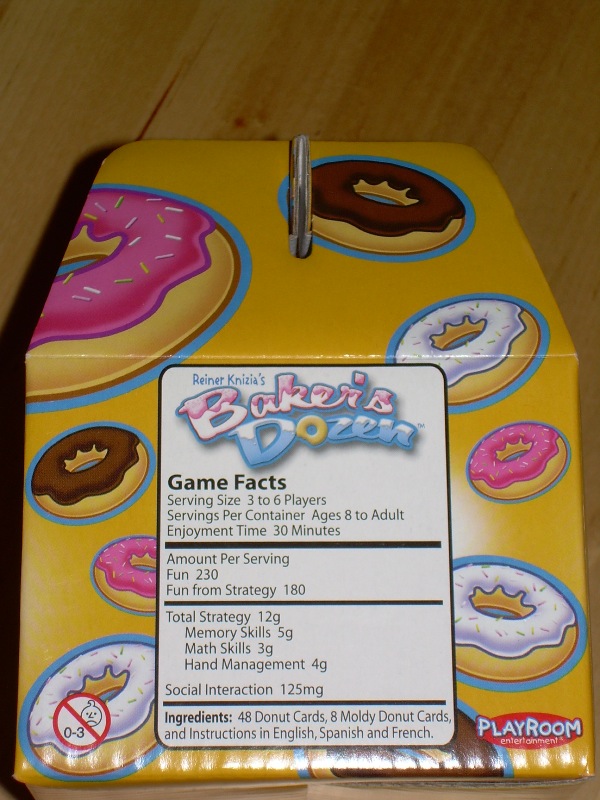 Reiner Knizia's
Baker's
Dozen™
Game Facts
Serving Size 3 to 6 Players
Servings Per Container Ages 8 to Adult
Enjoyment Time 30 Minutes
Amount Per Serving
Fun 230
Fun from Strategy 180
Total Strategy 12g
Memory Skills 5g
Math Skills 3g
Hand Management 4g
Social Interaction 125mg
Ingredients: 48 Donut Cards, 8 Moldy Donut Cards,
and Instructions in English, Spanish and French.
0-3
PLAYROOM
entertainment®